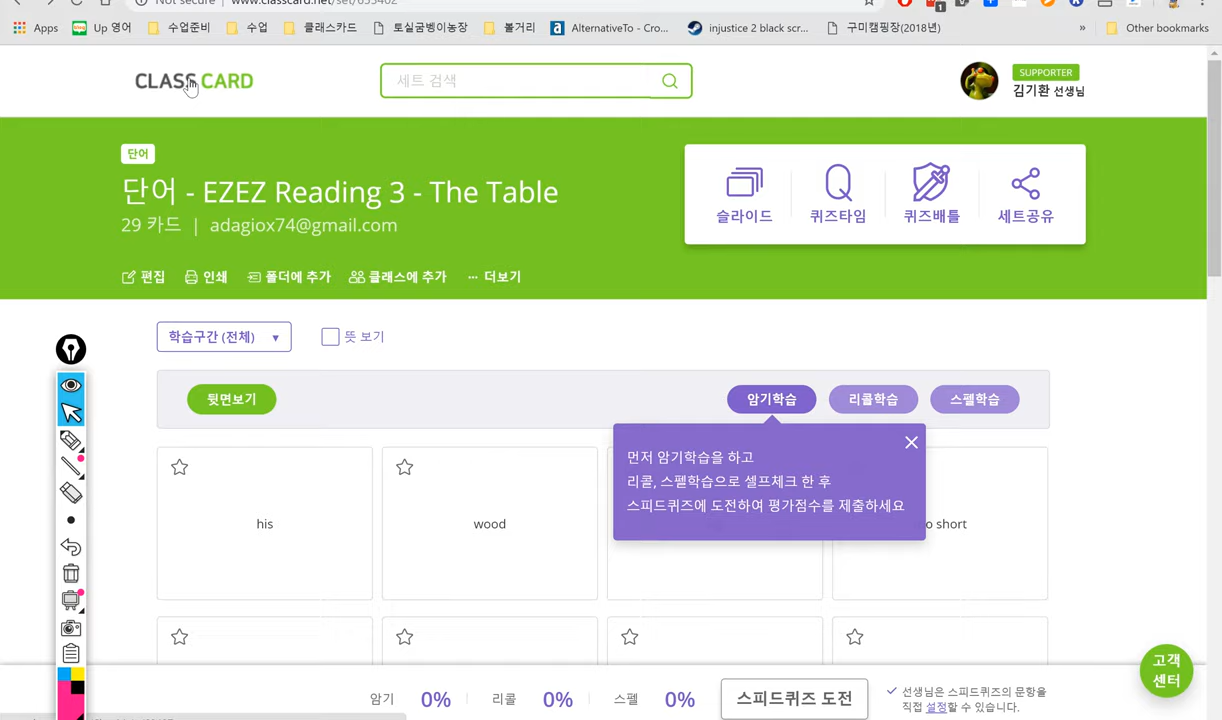 Not secure | www.classcard.net/set/655402
Apps Up 영어 수업준비 수업 클래스카드 토실굼벵이농장 볼거리 AlternativeTo - Cro... injustice 2 black scr... 구미캠핑장(2018년) » Other bookmarks
CLASSCARD 세트 검색 SUPPORTER
김기환 선생님
단어
단어 - EZEZ Reading 3 - The Table
29 카드 | adagiox74@gmail.com
슬라이드 퀴즈타임 퀴즈배틀 세트공유
편집 인쇄 폴더에 추가 클래스에 추가 ··· 더보기
학습구간 (전체) ▼ 뜻 보기
뒷면보기 암기학습 리콜학습 스펠학습
먼저 암기학습을 하고
리콜, 스펠학습으로 셀프체크 한 후
스피드퀴즈에 도전하여 평가점수를 제출하세요
his wood short
고객
센터
암기 0% 리콜 0% 스펠 0% 스피드퀴즈 도전
선생님은 스피드퀴즈의 문항을
직접 설정할 수 있습니다.